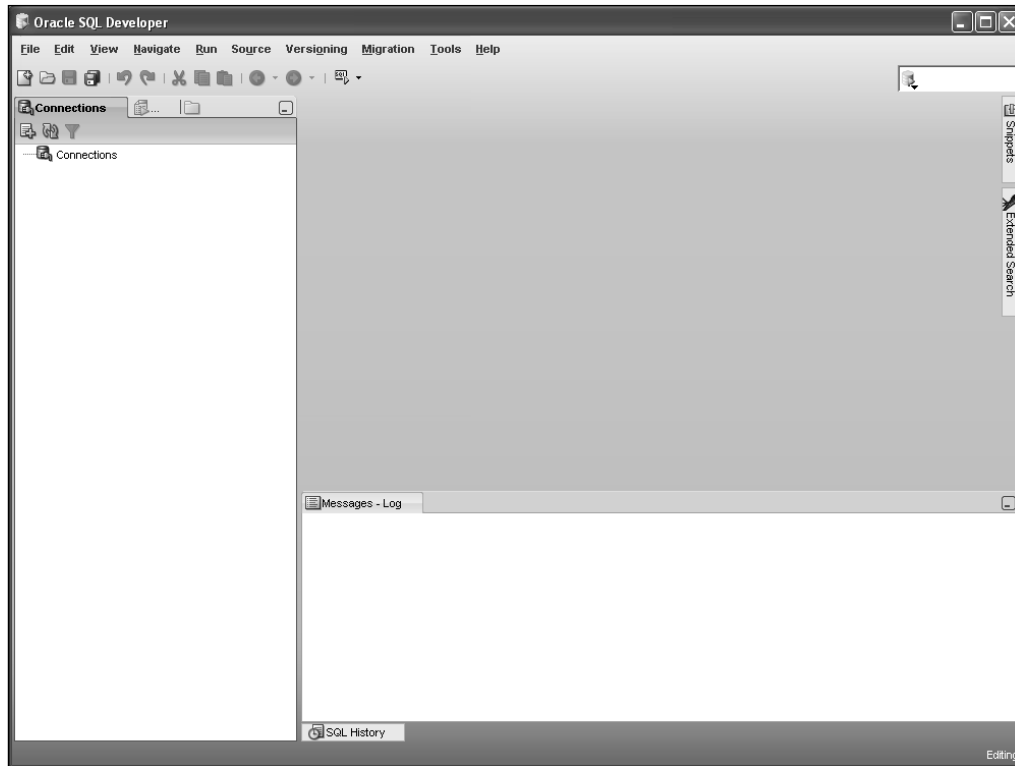 Oracle SQL Developer
File Edit View Navigate Run Source Versioning Migration Tools Help
Connections ...
Connections
Snippets
Extended Search
Messages - Log
SQL History
Editing